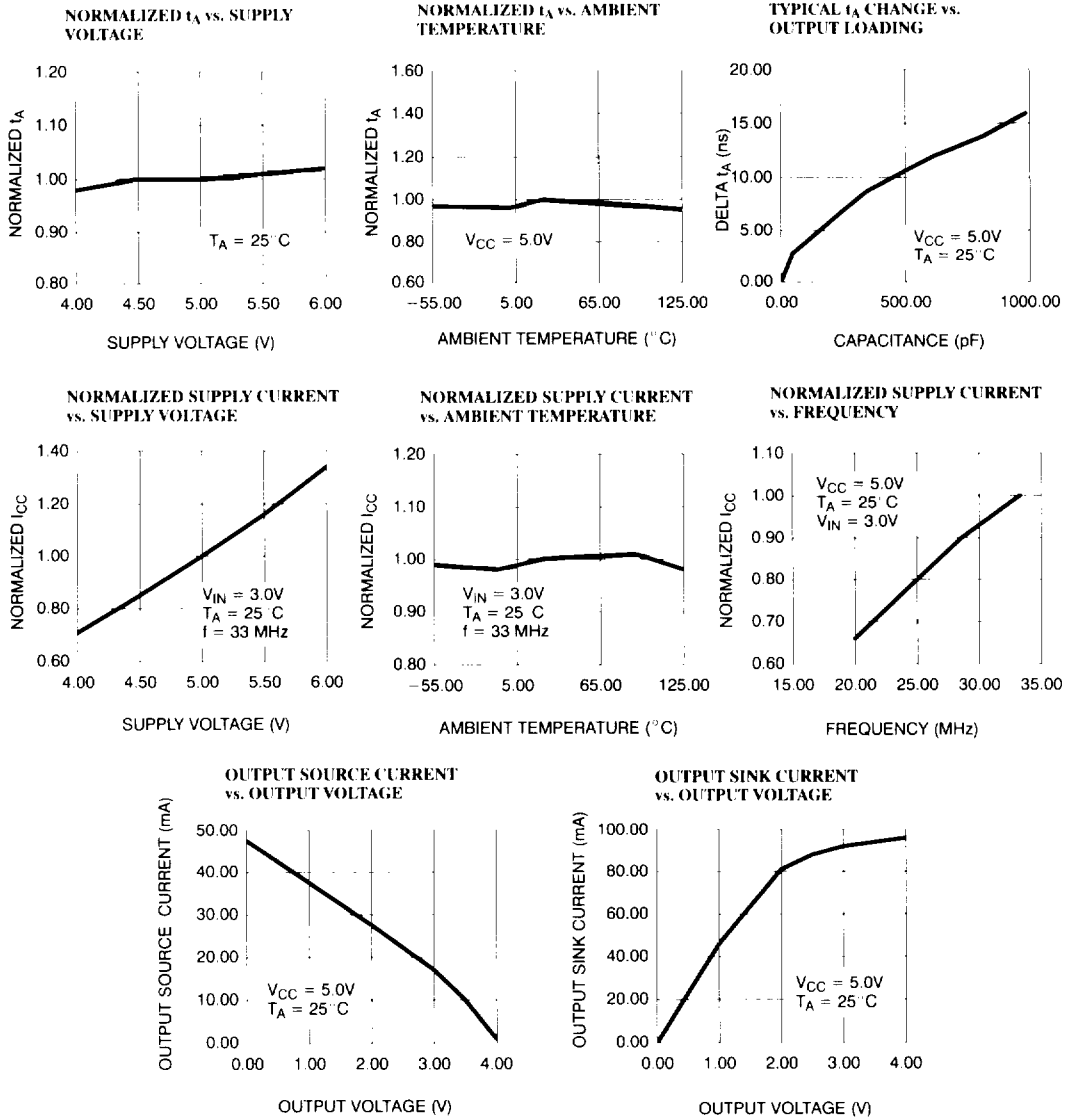 NORMALIZED tA vs. SUPPLY
VOLTAGE
1.20
1.10
1.00
0.90
0.80
NORMALIZED tA
TA = 25°C
4.00 4.50 5.00 5.50 6.00
SUPPLY VOLTAGE (V)
NORMALIZED tA vs. AMBIENT
TEMPERATURE
1.60
1.40
1.20
1.00
0.80
0.60
NORMALIZED tA
VCC = 5.0V
−55.00 5.00 65.00 125.00
AMBIENT TEMPERATURE (°C)
TYPICAL tA CHANGE vs.
OUTPUT LOADING
20.00
15.00
10.00
5.00
0.00
DELTA tA (ns)
VCC = 5.0V
TA = 25°C
0.00 500.00 1000.00
CAPACITANCE (pF)
NORMALIZED SUPPLY CURRENT
vs. SUPPLY VOLTAGE
1.40
1.20
1.00
0.80
0.60
NORMALIZED ICC
VIN = 3.0V
TA = 25°C
f = 33 MHz
4.00 4.50 5.00 5.50 6.00
SUPPLY VOLTAGE (V)
NORMALIZED SUPPLY CURRENT
vs. AMBIENT TEMPERATURE
1.20
1.10
1.00
0.90
0.80
NORMALIZED ICC
VIN = 3.0V
TA = 25°C
f = 33 MHz
−55.00 5.00 65.00 125.00
AMBIENT TEMPERATURE (°C)
NORMALIZED SUPPLY CURRENT
vs. FREQUENCY
1.10
1.00
0.90
0.80
0.70
0.60
NORMALIZED ICC
VCC = 5.0V
TA = 25°C
VIN = 3.0V
15.00 20.00 25.00 30.00 35.00
FREQUENCY (MHz)
OUTPUT SOURCE CURRENT
vs. OUTPUT VOLTAGE
50.00
40.00
30.00
20.00
10.00
0.00
OUTPUT SOURCE CURRENT (mA)
VCC = 5.0V
TA = 25°C
0.00 1.00 2.00 3.00 4.00
OUTPUT VOLTAGE (V)
OUTPUT SINK CURRENT
vs. OUTPUT VOLTAGE
100.00
80.00
60.00
40.00
20.00
0.00
OUTPUT SINK CURRENT (mA)
VCC = 5.0V
TA = 25°C
0.00 1.00 2.00 3.00 4.00
OUTPUT VOLTAGE (V)